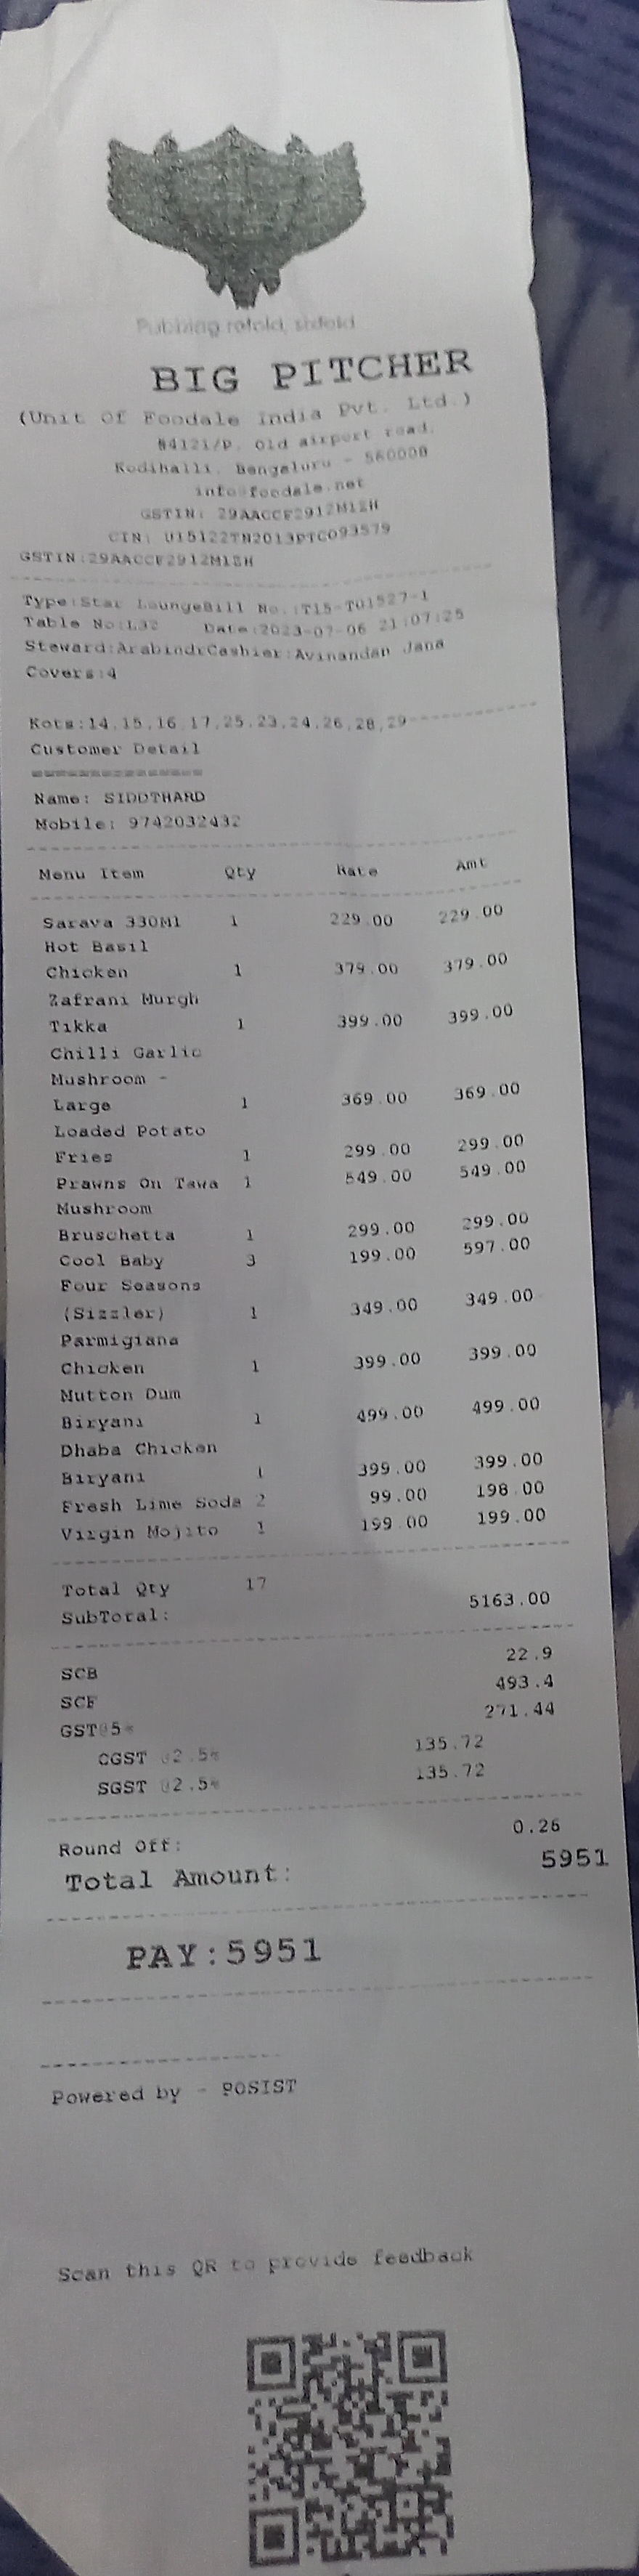 Pubbing retold, sixfold
BIG PITCHER
(Unit Of Foodale India Pvt. Ltd.)
#4121/P, Old airport road,
Kodihalli, Bengaluru - 560008
info@foodale.net
GSTIN: 29AACCF2912M1ZH
CIN: U15122TN2013PTC093579
GSTIN:29AACCF2912M1ZH
Type:Star LoungeBill No.:T15-T01527-1
Table No:L32 Date:2023-07-06 21:07:25
Steward:ArabindrCashier:Avinandan Jana
Covers:4
Kots:14,15,16,17,25,23,24,26,28,29
Customer Detail
================
Name: SIDDTHARD
Mobile: 9742032432
Menu Item Qty Rate Amt
Sarava 330Ml 1 229.00 229.00
Hot Basil
Chicken 1 379.00 379.00
Zafrani Murgh
Tikka 1 399.00 399.00
Chilli Garlic
Mushroom -
Large 1 369.00 369.00
Loaded Potato
Fries 1 299.00 299.00
Prawns On Tawa 1 549.00 549.00
Mushroom
Bruschetta 1 299.00 299.00
Cool Baby 3 199.00 597.00
Four Seasons
(Sizzler) 1 349.00 349.00
Parmigiana
Chicken 1 399.00 399.00
Mutton Dum
Biryani 1 499.00 499.00
Dhaba Chicken
Biryani 1 399.00 399.00
Fresh Lime Soda 2 99.00 198.00
Virgin Mojito 1 199.00 199.00
Total Qty 17
SubTotal: 5163.00
SCB 22.9
SCF 493.4
GST@5% 271.44
CGST @2.5% 135.72
SGST @2.5% 135.72
Round Off: 0.26
Total Amount: 5951
PAY:5951
Powered by - POSIST
Scan this QR to provide feedback